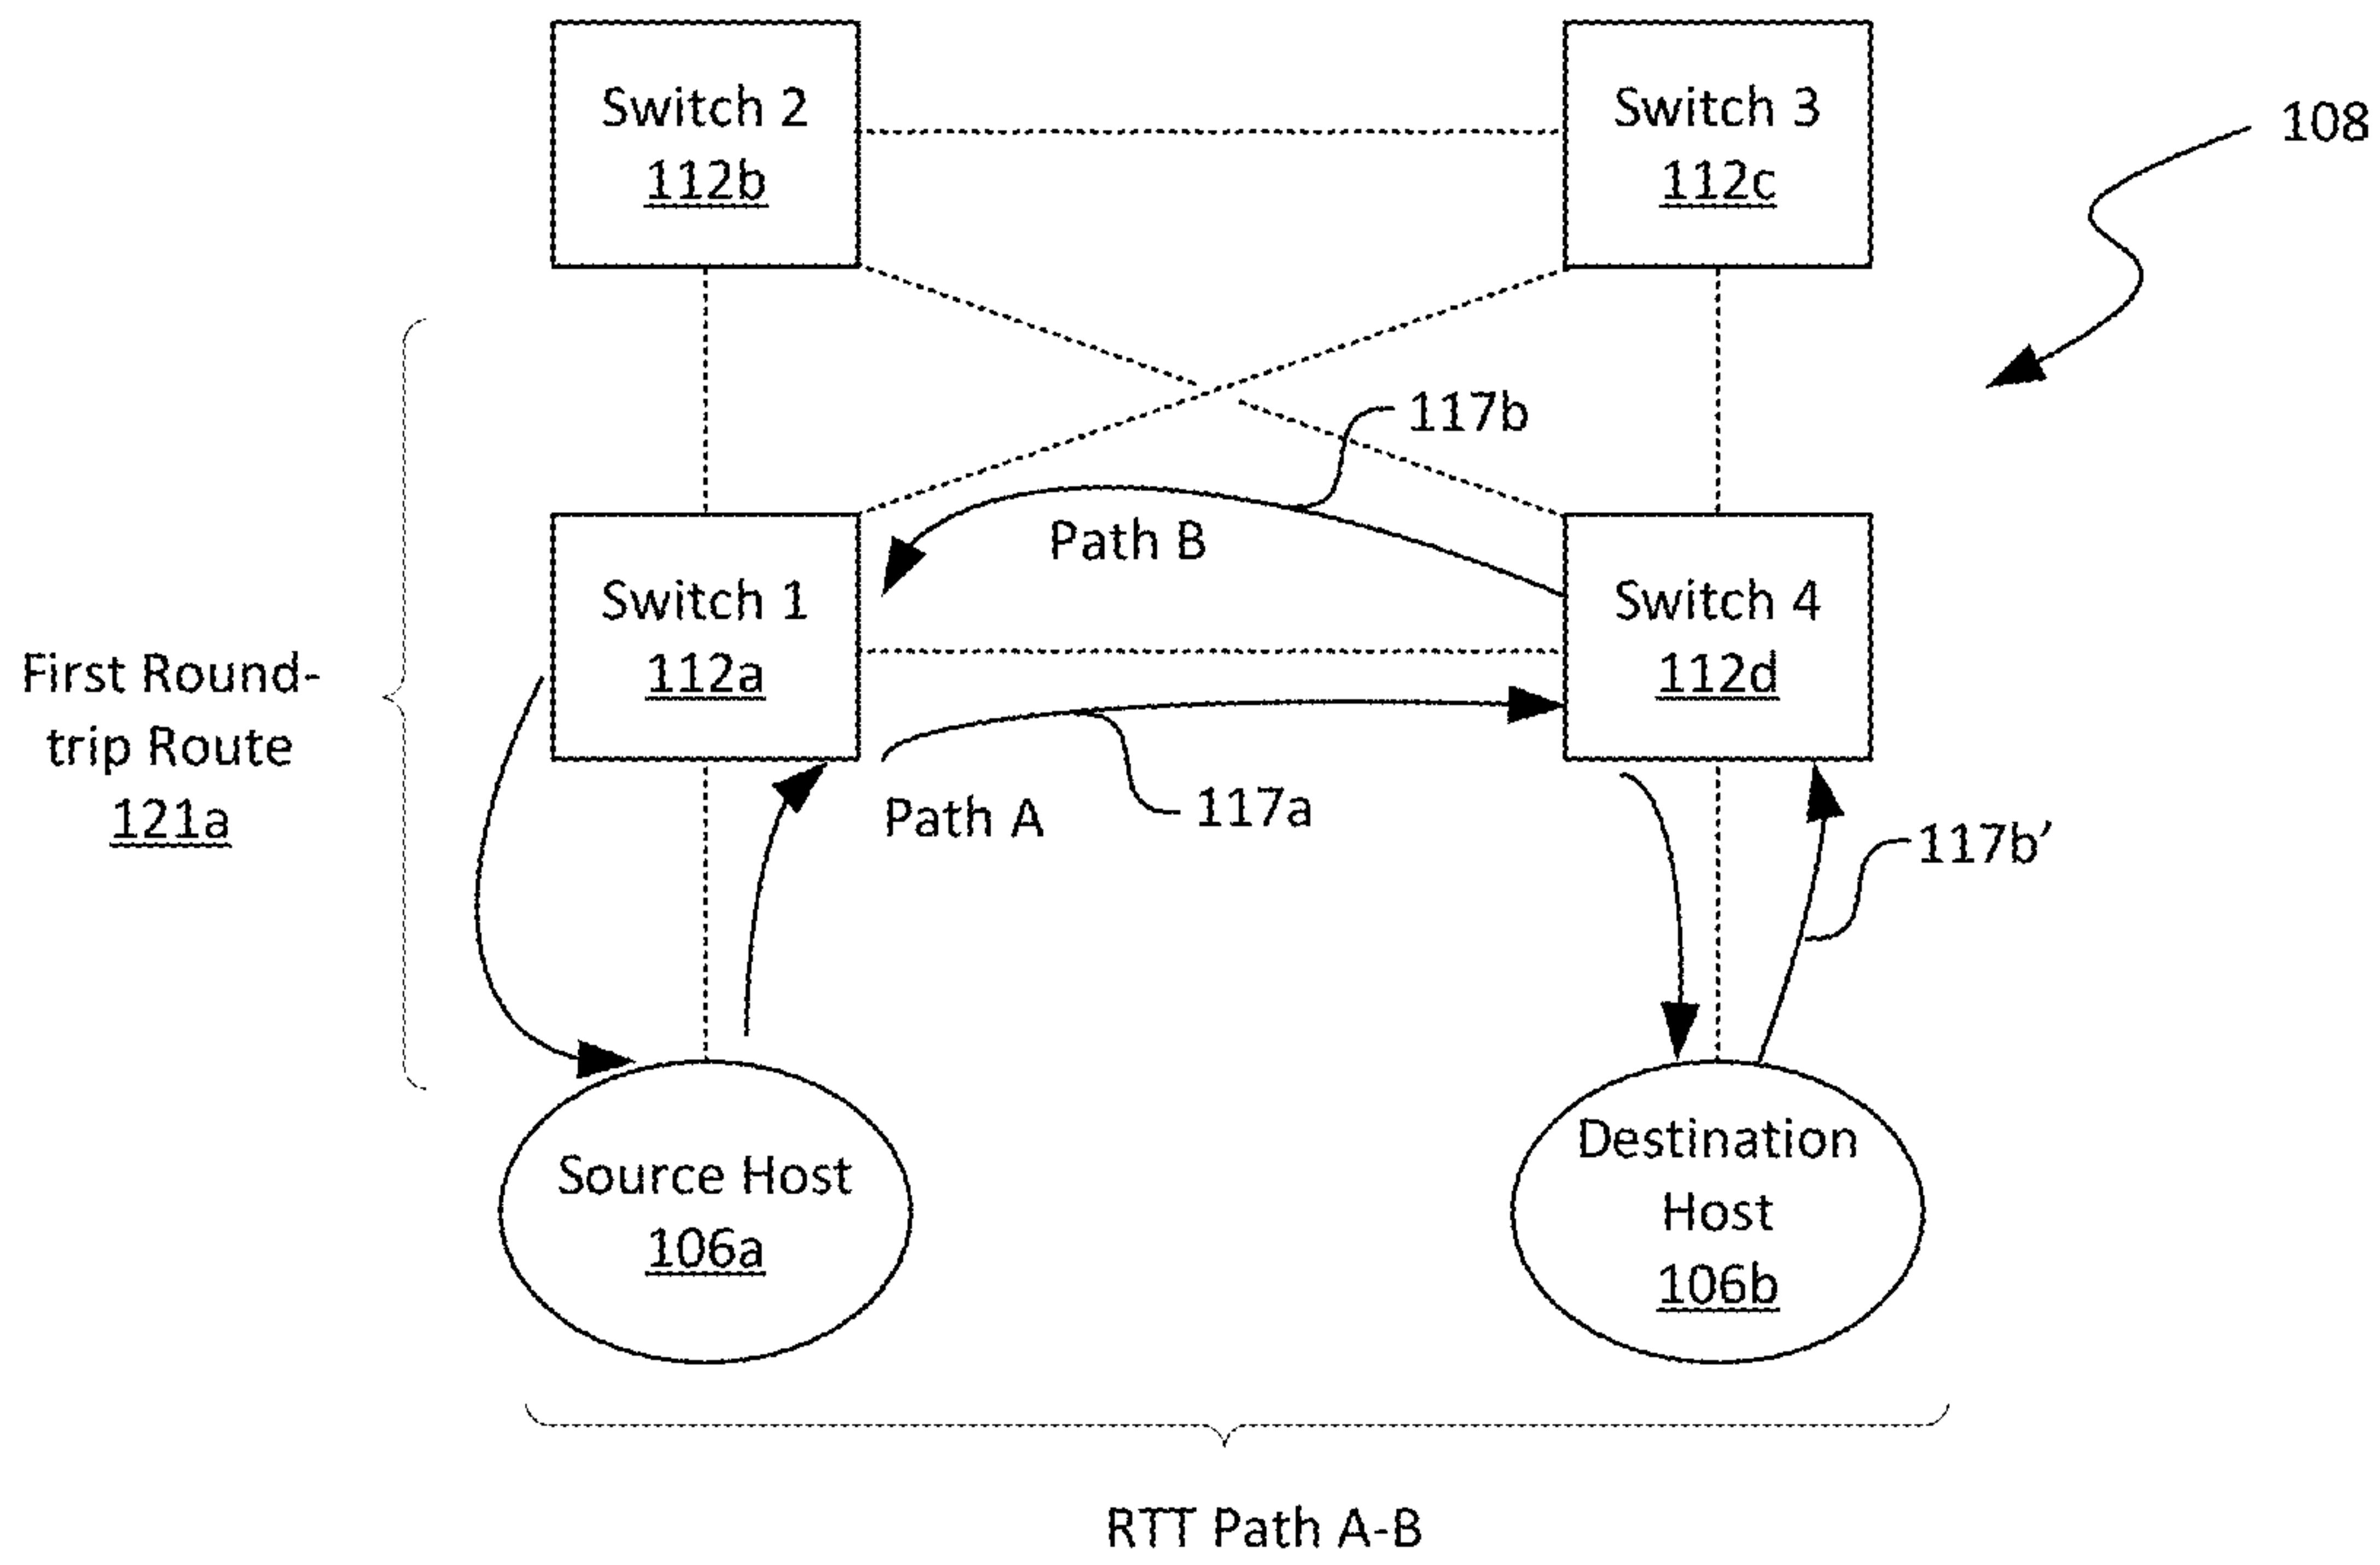 Switch 2
112b
Switch 3
112c
108
117b
Path B
Switch 1
112a
Switch 4
112d
First Round-
trip Route
121a
Path A
117a
117b’
Source Host
106a
Destination
Host
106b
RTT Path A-B